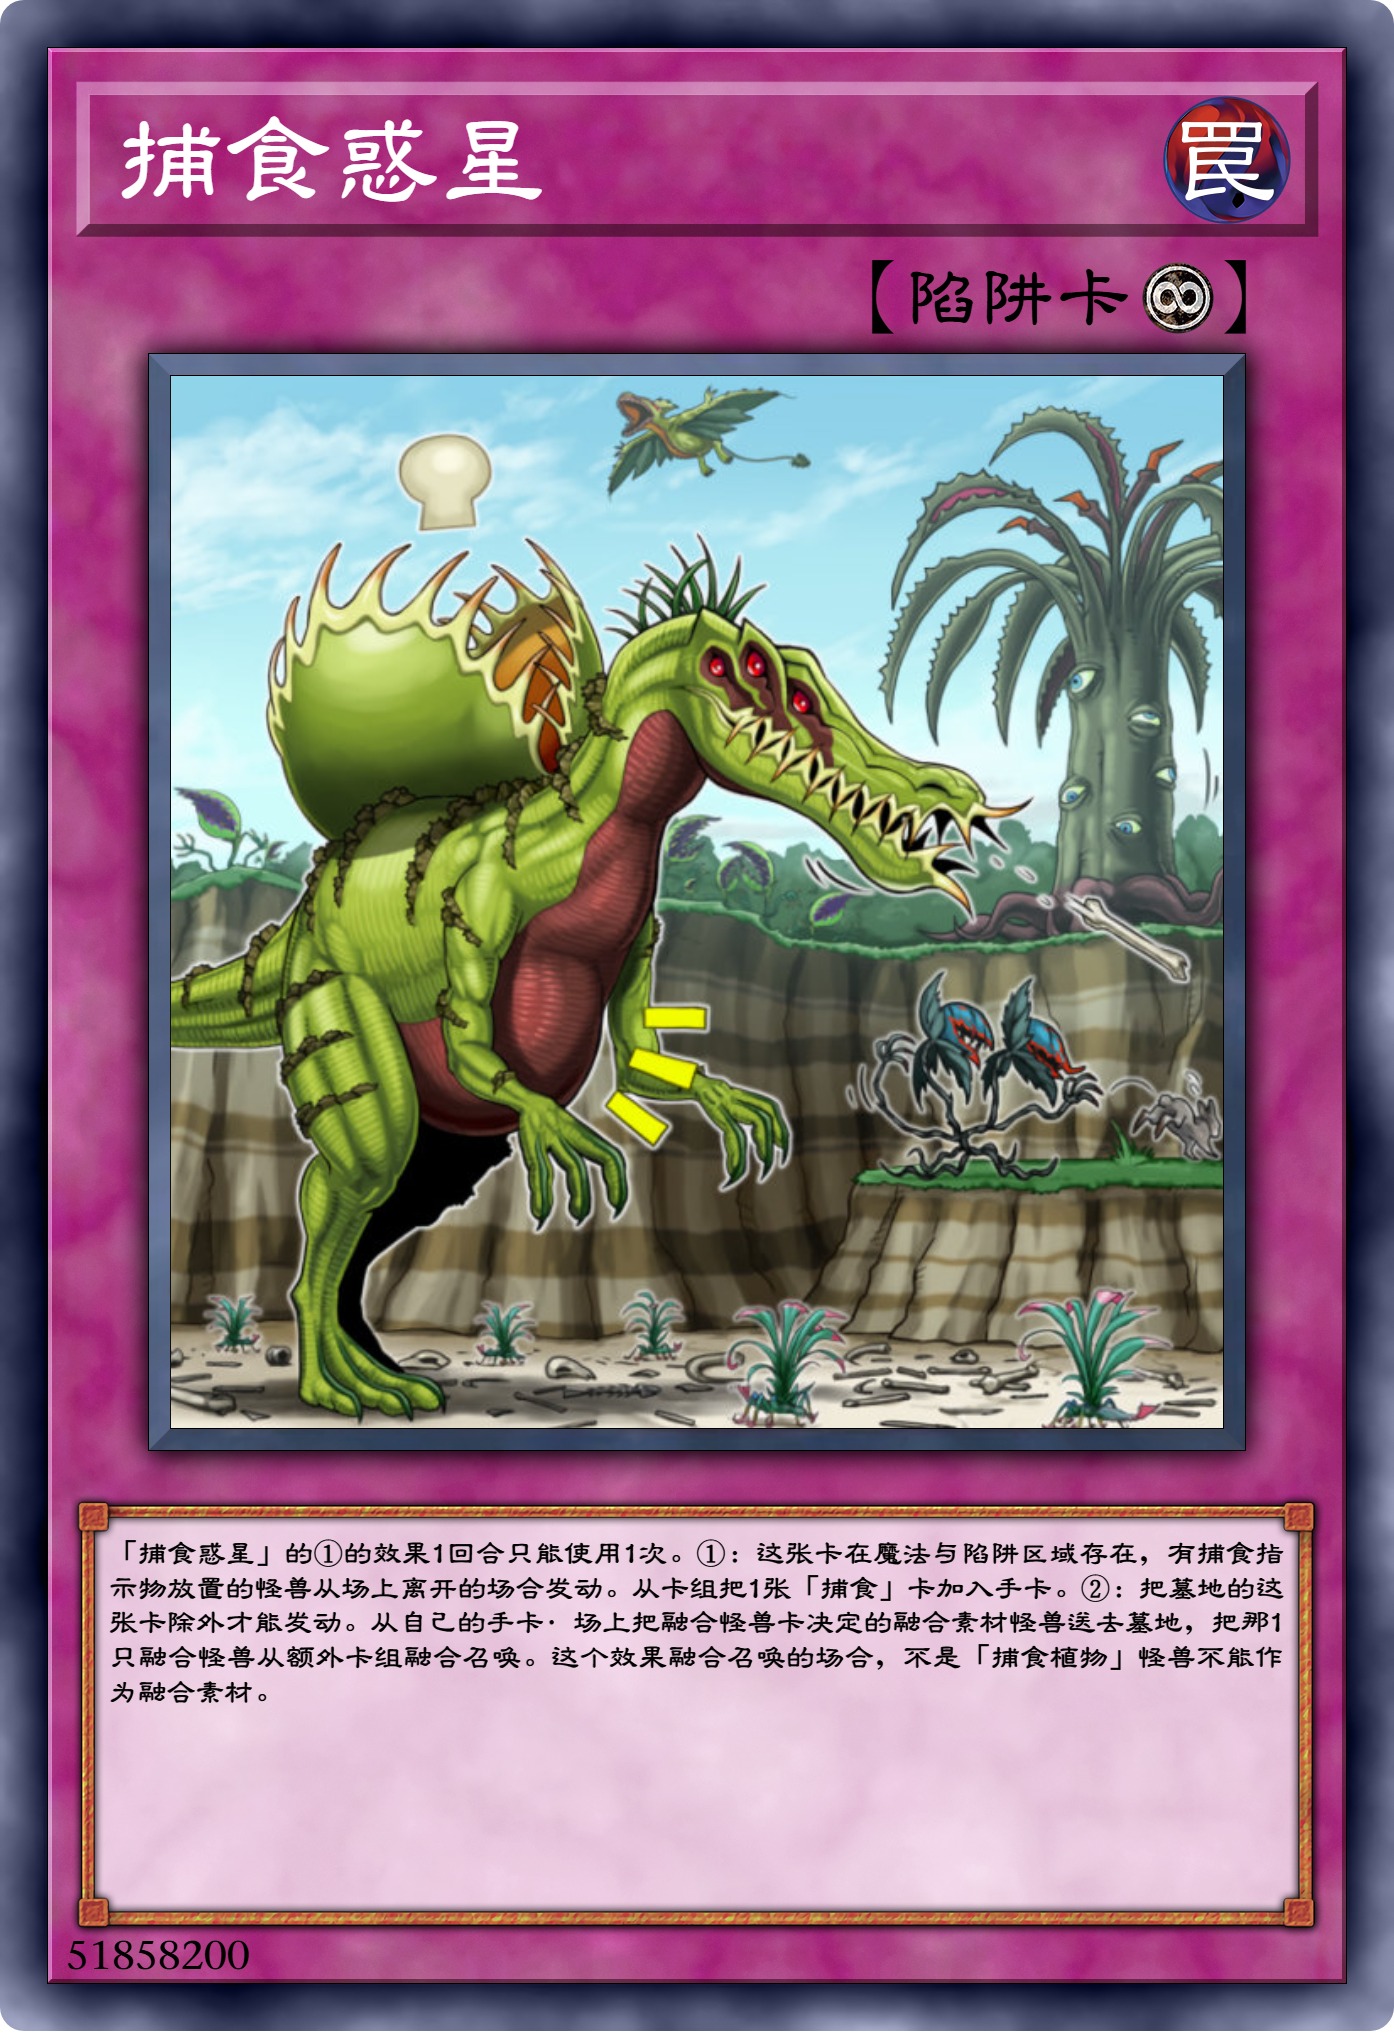 捕食惑星
罠
【陷阱卡】
「捕食惑星」的①的效果1回合只能使用1次。①：这张卡在魔法与陷阱区域存在，有捕食指
示物放置的怪兽从场上离开的场合发动。从卡组把1张「捕食」卡加入手卡。②：把墓地的这
张卡除外才能发动。从自己的手卡·场上把融合怪兽卡决定的融合素材怪兽送去墓地，把那1
只融合怪兽从额外卡组融合召唤。这个效果融合召唤的场合，不是「捕食植物」怪兽不能作
为融合素材。
51858200